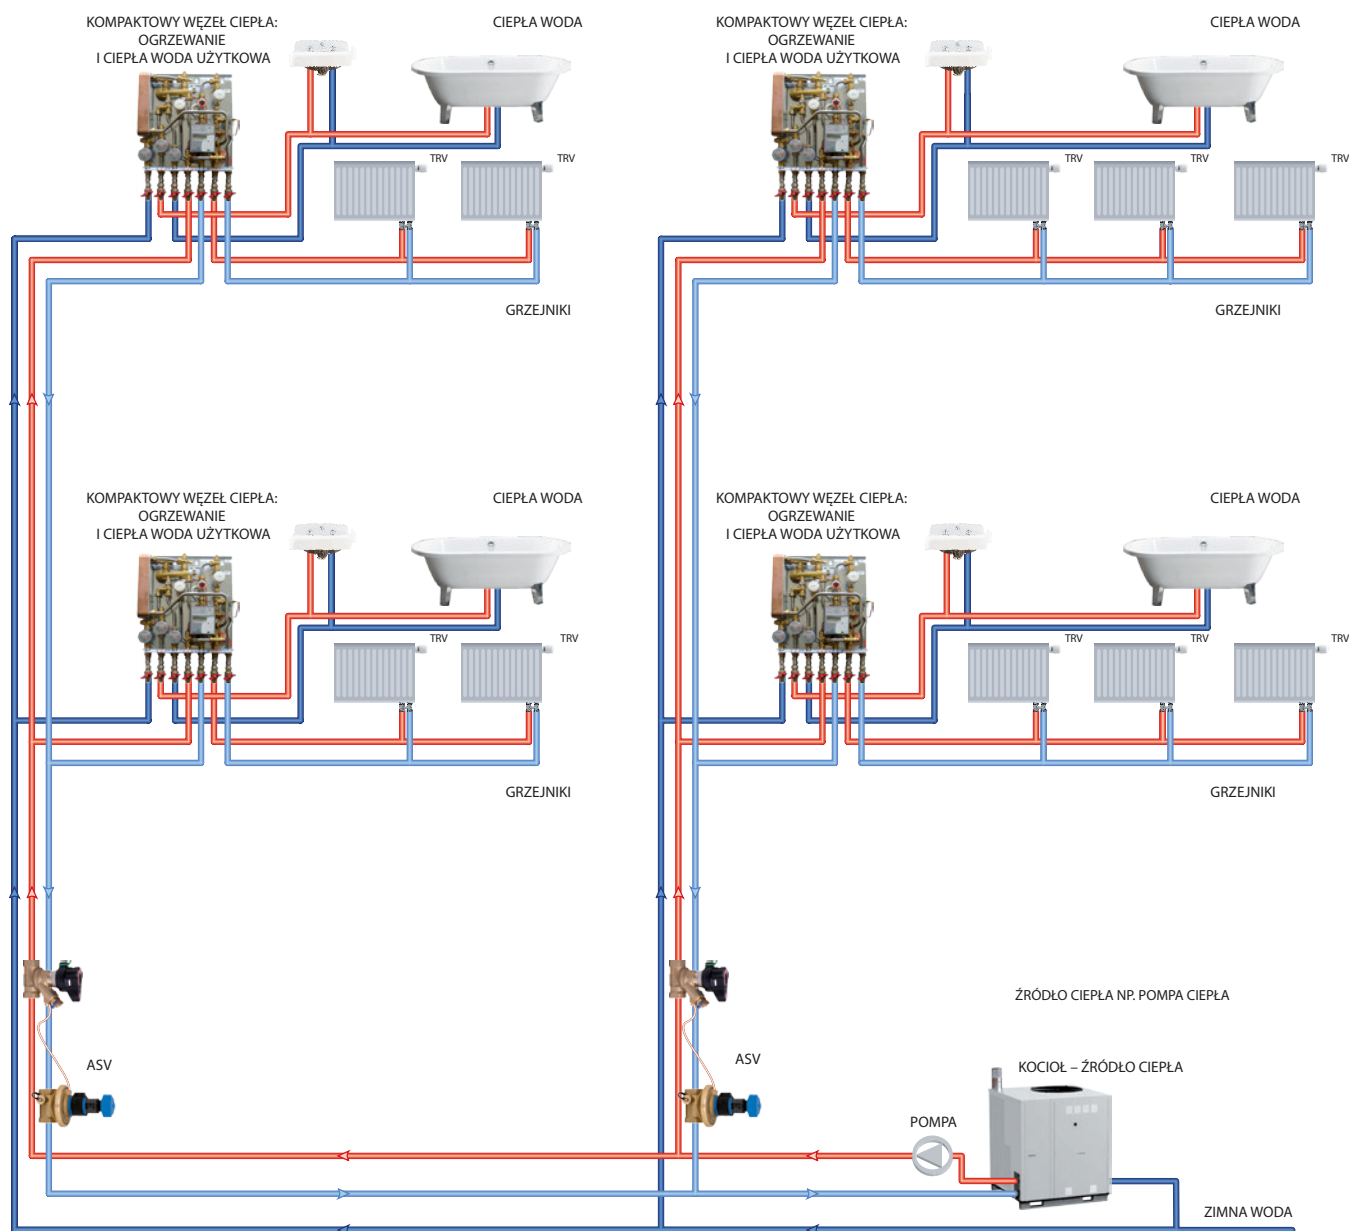 KOMPAKTOWY WĘZEŁ CIEPŁA:
OGRZEWANIE
I CIEPŁA WODA UŻYTKOWA
CIEPŁA WODA
TRV
TRV
GRZEJNIKI
KOMPAKTOWY WĘZEŁ CIEPŁA:
OGRZEWANIE
I CIEPŁA WODA UŻYTKOWA
CIEPŁA WODA
TRV
TRV
TRV
GRZEJNIKI
KOMPAKTOWY WĘZEŁ CIEPŁA:
OGRZEWANIE
I CIEPŁA WODA UŻYTKOWA
CIEPŁA WODA
TRV
TRV
GRZEJNIKI
KOMPAKTOWY WĘZEŁ CIEPŁA:
OGRZEWANIE
I CIEPŁA WODA UŻYTKOWA
CIEPŁA WODA
TRV
TRV
TRV
GRZEJNIKI
ASV
ASV
ŹRÓDŁO CIEPŁA NP. POMPA CIEPŁA
KOCIOŁ – ŹRÓDŁO CIEPŁA
POMPA
ZIMNA WODA